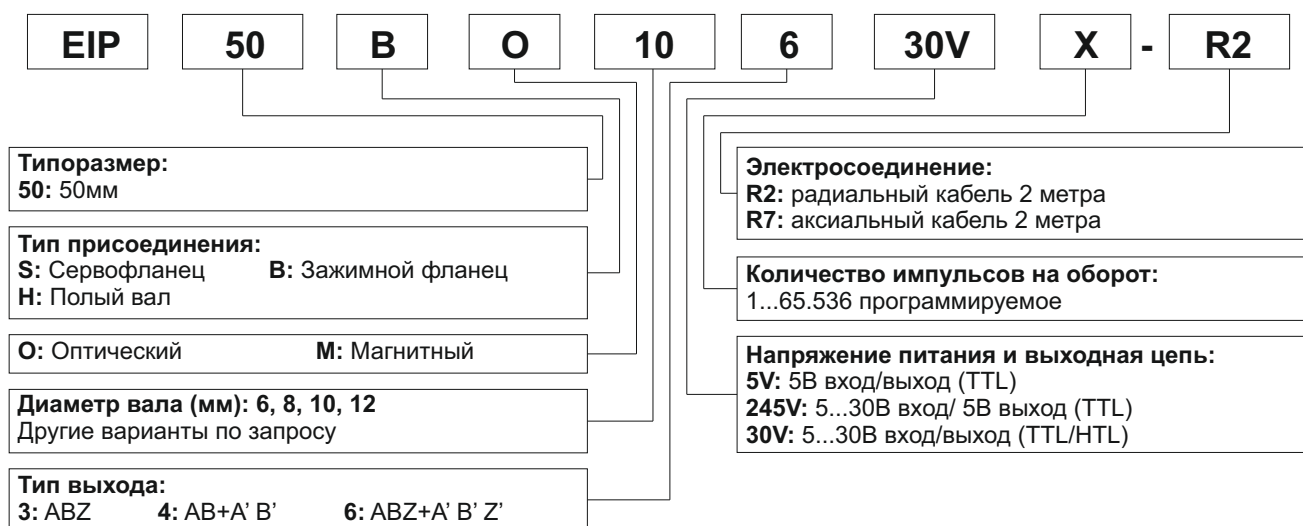 EIP 50 B O 10 6 30V X - R2
Типоразмер:
50: 50мм
Тип присоединения:
S: Сервофланец B: Зажимной фланец
H: Полый вал
O: Оптический M: Магнитный
Диаметр вала (мм): 6, 8, 10, 12
Другие варианты по запросу
Тип выхода:
3: ABZ 4: AB+A’ B’ 6: ABZ+A’ B’ Z’
Электросоединение:
R2: радиальный кабель 2 метра
R7: аксиальный кабель 2 метра
Количество импульсов на оборот:
1...65.536 программируемое
Напряжение питания и выходная цепь:
5V: 5В вход/выход (TTL)
245V: 5...30В вход/ 5В выход (TTL)
30V: 5...30В вход/выход (TTL/HTL)